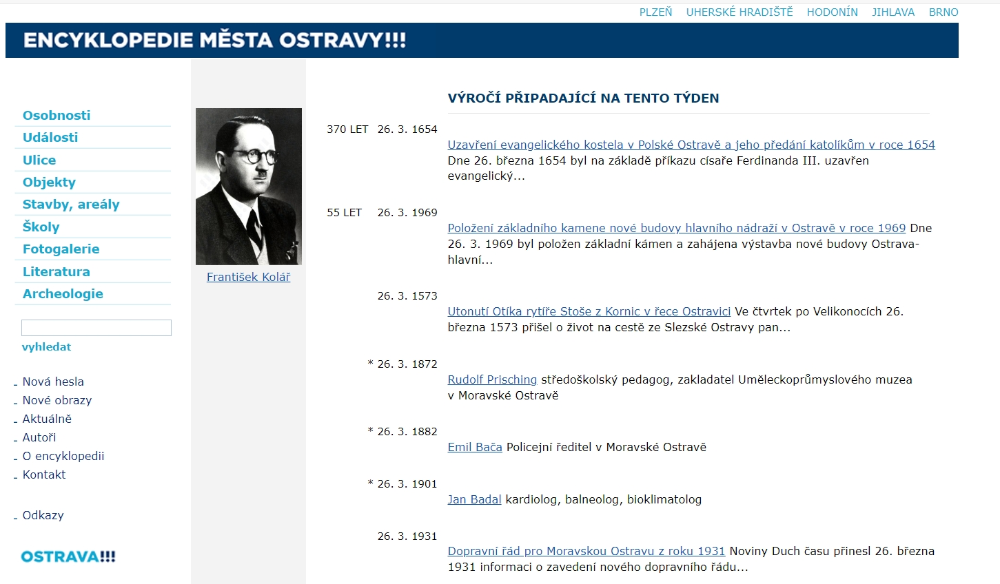 PLZEŇ UHERSKÉ HRADIŠTĚ HODONÍN JIHLAVA BRNO
ENCYKLOPEDIE MĚSTA OSTRAVY!!!
Osobnosti
Události
Ulice
Objekty
Stavby, areály
Školy
Fotogalerie
Literatura
Archeologie
vyhledat
Nová hesla
Nové obrazy
Aktuálně
Autoři
O encyklopedii
Kontakt
Odkazy
OSTRAVA!!!
František Kolář
VÝROČÍ PŘIPADAJÍCÍ NA TENTO TÝDEN
370 LET 26. 3. 1654
Uzavření evangelického kostela v Polské Ostravě a jeho předání katolíkům v roce 1654
Dne 26. března 1654 byl na základě příkazu císaře Ferdinanda III. uzavřen
evangelický...
55 LET 26. 3. 1969
Položení základního kamene nové budovy hlavního nádraží v Ostravě v roce 1969 Dne
26. 3. 1969 byl položen základní kámen a zahájena výstavba nové budovy Ostrava-
hlavní...
26. 3. 1573
Utonutí Otíka rytíře Stoše z Kornic v řece Ostravici Ve čtvrtek po Velikonocích 26.
března 1573 přišel o život na cestě ze Slezské Ostravy pan...
* 26. 3. 1872
Rudolf Prisching středoškolský pedagog, zakladatel Uměleckoprůmyslového muzea
v Moravské Ostravě
* 26. 3. 1882
Emil Bača Policejní ředitel v Moravské Ostravě
* 26. 3. 1901
Jan Badal kardiolog, balneolog, bioklimatolog
26. 3. 1931
Dopravní řád pro Moravskou Ostravu z roku 1931 Noviny Duch času přinesl 26. března
1931 informaci o zavedení nového dopravního řádu...